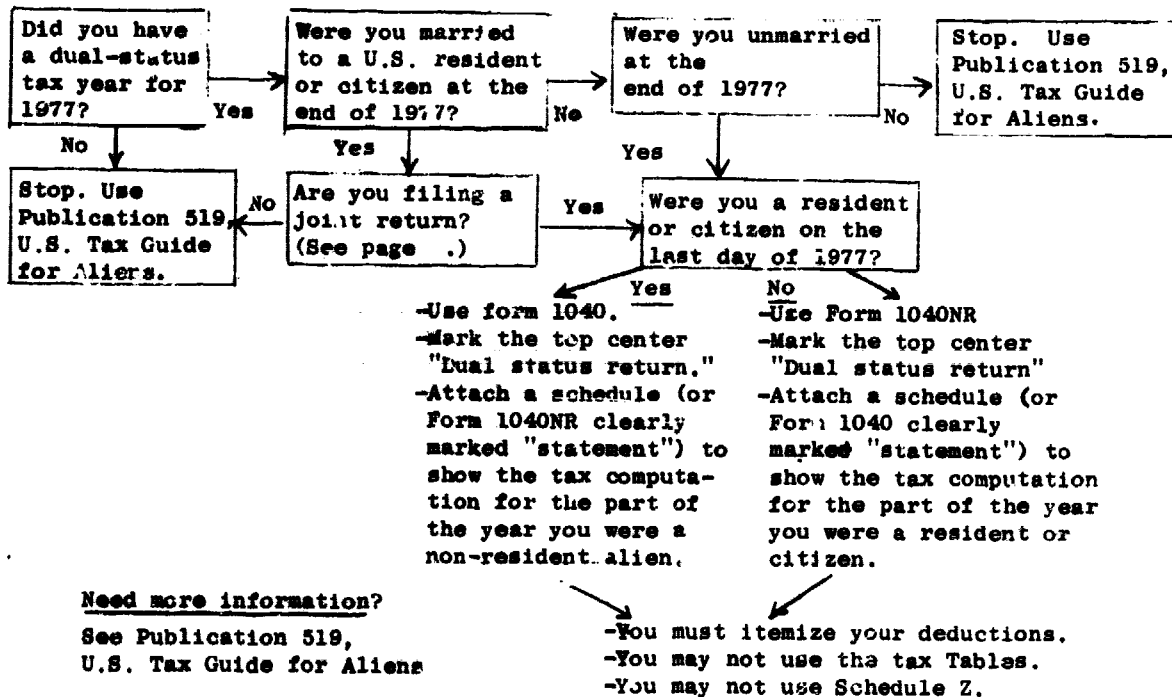 Did you have
a dual-status
tax year for
1977?
Yes
No
Were you married
to a U.S. resident
or citizen at the
end of 1977?
No
Yes
Were you unmarried
at the
end of 1977?
No
Yes
Stop. Use
Publication 519,
U.S. Tax Guide
for Aliens.
Stop. Use
Publication 519,
U.S. Tax Guide
for Aliens.
No
Are you filing a
joint return?
(See page .)
Yes
Were you a resident
or citizen on the
last day of 1977?
Yes
-Use form 1040.
-Mark the top center
"Dual status return."
-Attach a schedule (or
Form 1040NR clearly
marked "statement") to
show the tax computa-
tion for the part of
the year you were a
non-resident alien.
No
-Use Form 1040NR
-Mark the top center
"Dual status return"
-Attach a schedule (or
Form 1040 clearly
marked "statement") to
show the tax computation
for the part of the year
you were a resident or
citizen.
Need more information?
See Publication 519,
U.S. Tax Guide for Aliens
-You must itemize your deductions.
-You may not use the tax Tables.
-You may not use Schedule Z.